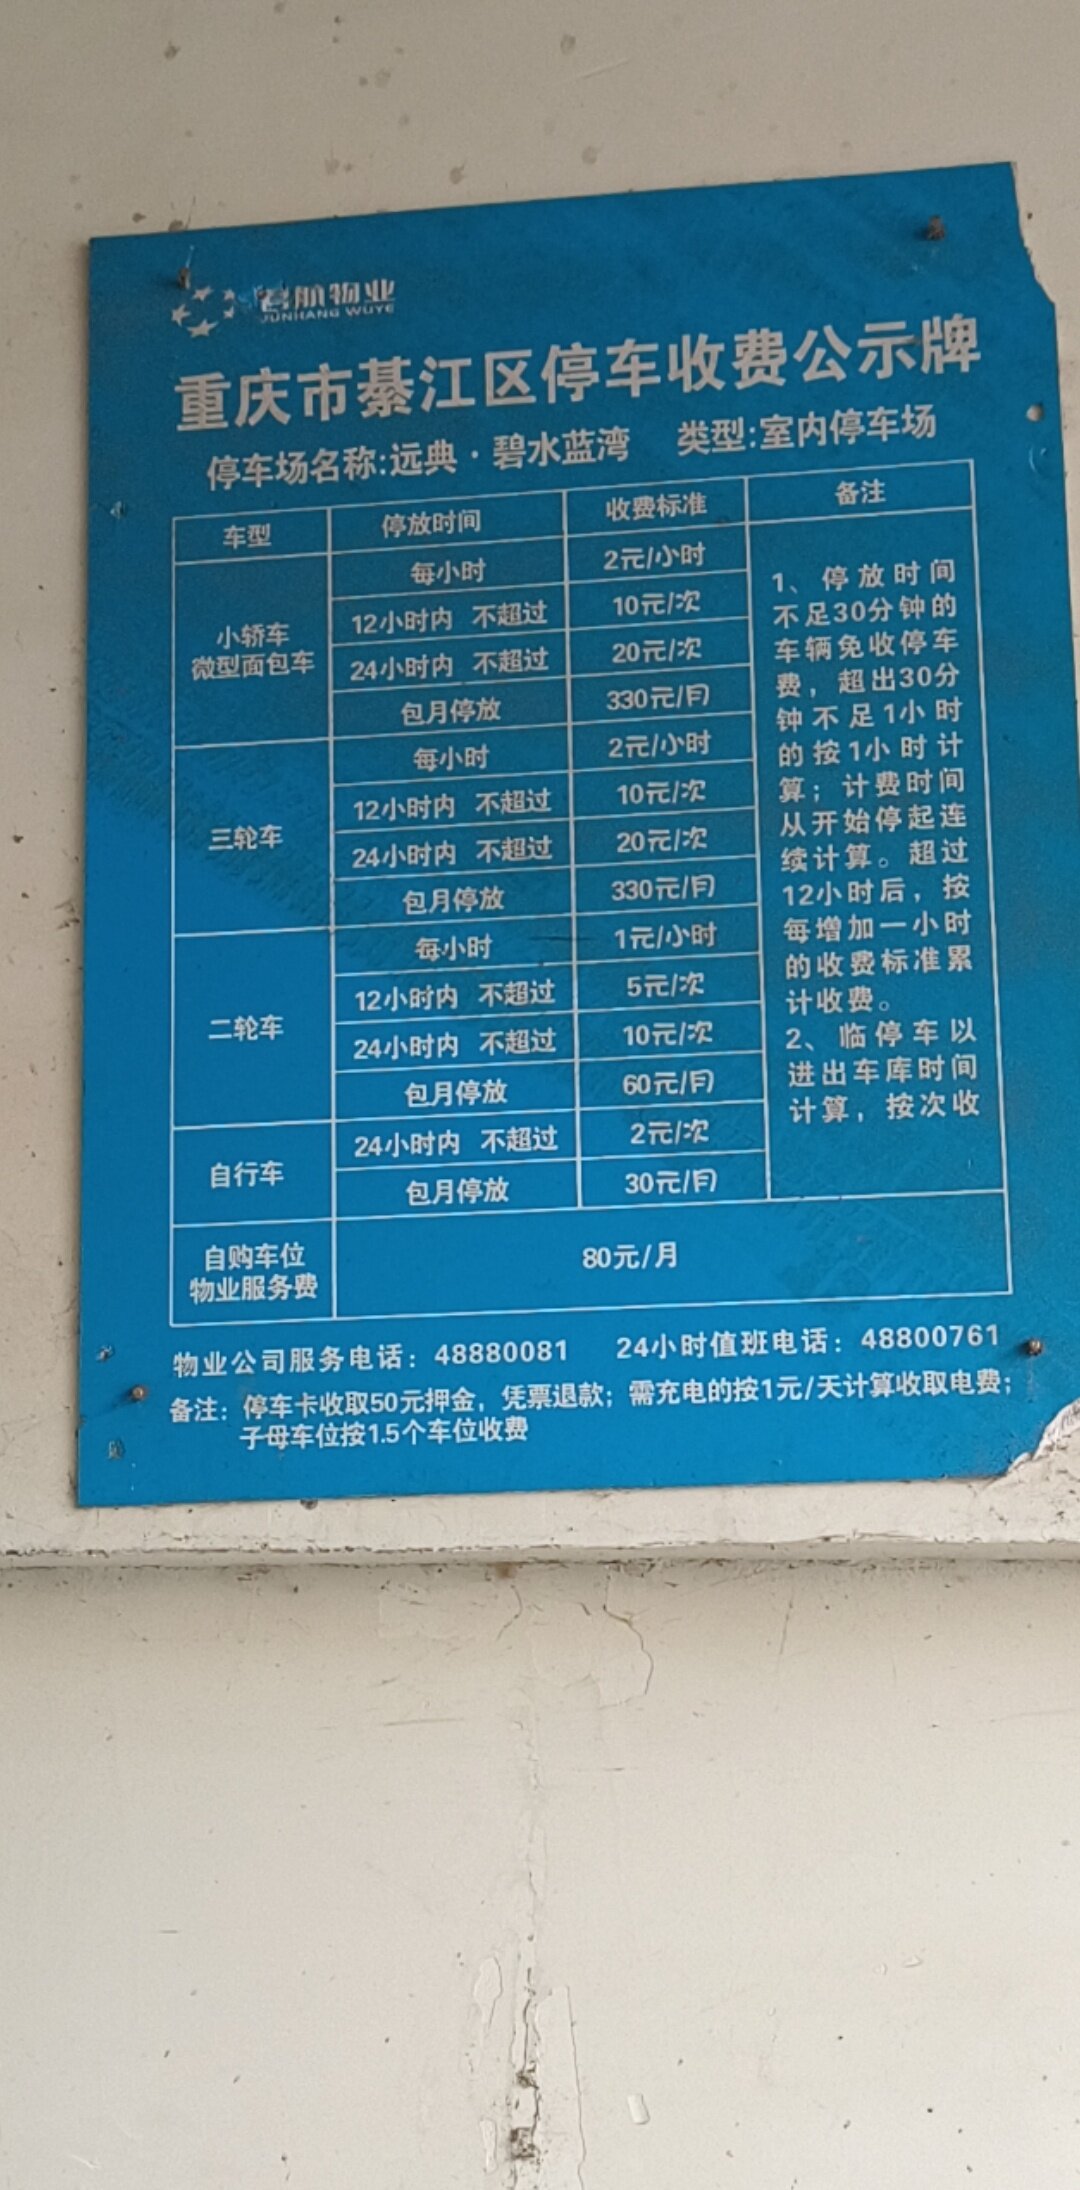 君航物业
JUNHANG WUYE
重庆市綦江区停车收费公示牌
停车场名称:远典·碧水蓝湾 类型:室内停车场
车型 停放时间 收费标准 备注
小轿车
微型面包车
每小时 2元/小时
12小时内 不超过 10元/次
24小时内 不超过 20元/次
包月停放 330元/月
三轮车
每小时 2元/小时
12小时内 不超过 10元/次
24小时内 不超过 20元/次
包月停放 330元/月
二轮车
每小时 1元/小时
12小时内 不超过 5元/次
24小时内 不超过 10元/次
包月停放 60元/月
自行车
24小时内 不超过 2元/次
包月停放 30元/月
1、停放时间
不足30分钟的
车辆免收停车
费，超出30分
钟不足1小时
的按1小时计
算；计费时间
从开始停起连
续计算。超过
12小时后，按
每增加一小时
的收费标准累
计收费。
2、临停车以
进出车库时间
计算，按次收
自购车位
物业服务费
80元/月
物业公司服务电话：48880081 24小时值班电话：48800761
备注：停车卡收取50元押金，凭票退款；需充电的按1元/天计算收取电费；
子母车位按1.5个车位收费